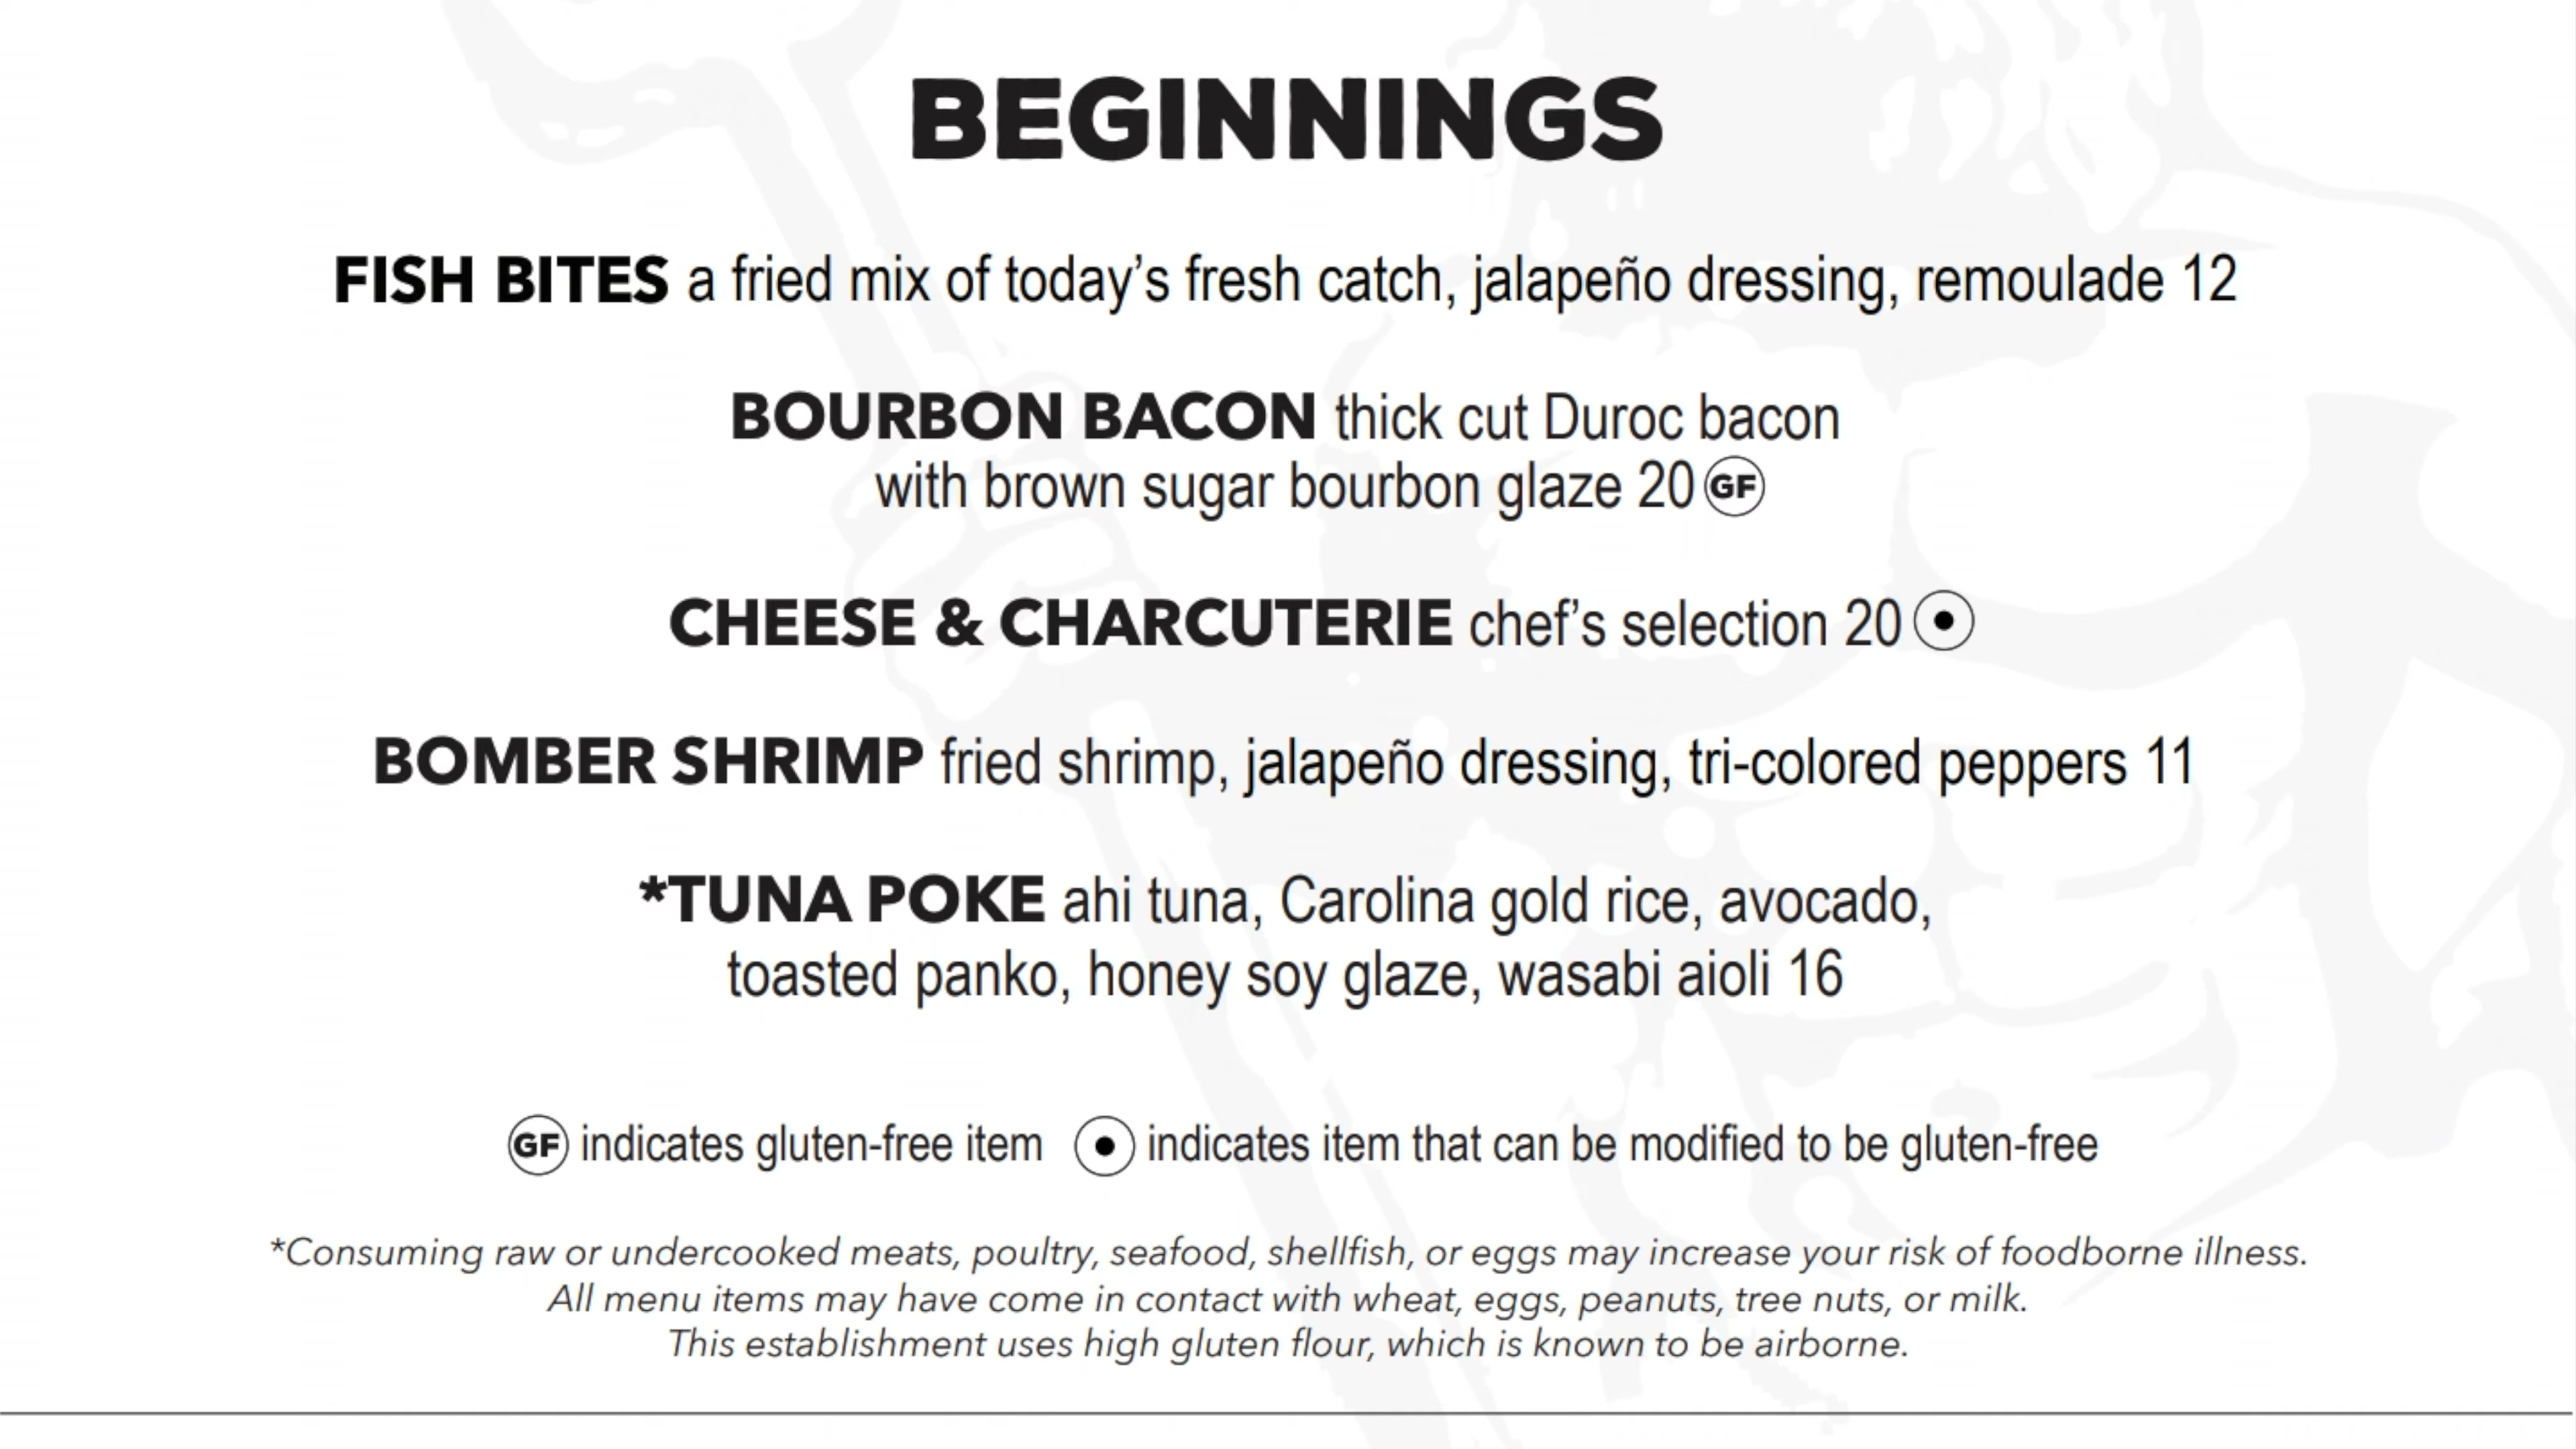 BEGINNINGS
FISH BITES a fried mix of today’s fresh catch, jalapeño dressing, remoulade 12
BOURBON BACON thick cut Duroc bacon
with brown sugar bourbon glaze 20 GF
CHEESE & CHARCUTERIE chef’s selection 20
BOMBER SHRIMP fried shrimp, jalapeño dressing, tri-colored peppers 11
*TUNA POKE ahi tuna, Carolina gold rice, avocado,
toasted panko, honey soy glaze, wasabi aioli 16
GF indicates gluten-free item indicates item that can be modified to be gluten-free
*Consuming raw or undercooked meats, poultry, seafood, shellfish, or eggs may increase your risk of foodborne illness.
All menu items may have come in contact with wheat, eggs, peanuts, tree nuts, or milk.
This establishment uses high gluten flour, which is known to be airborne.